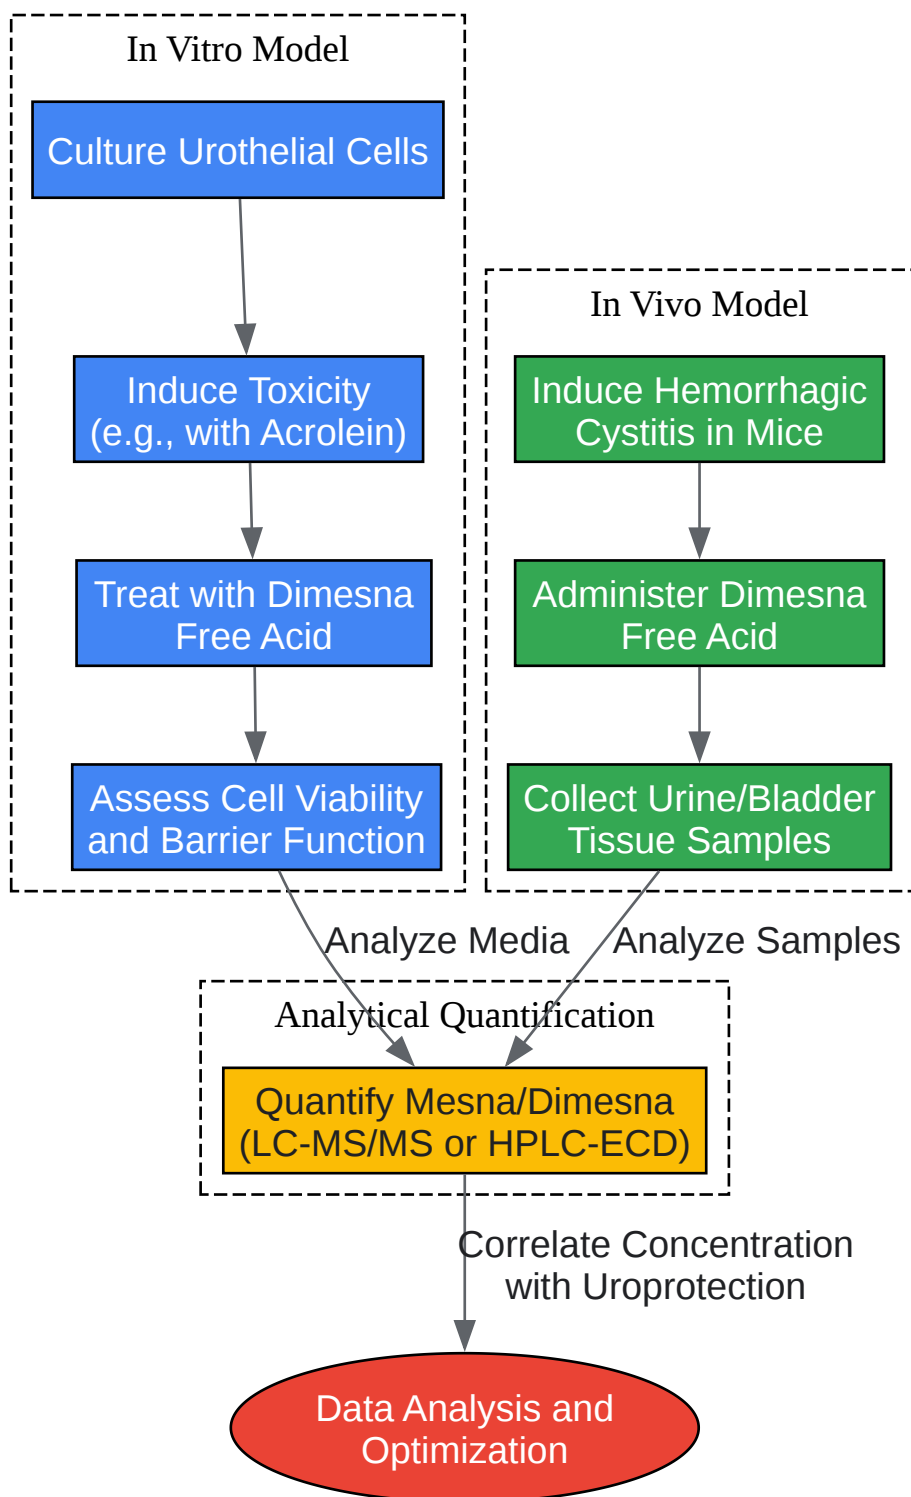 In Vitro Model
Culture Urothelial Cells
Induce Toxicity
(e.g., with Acrolein)
Treat with Dimesna
Free Acid
Assess Cell Viability
and Barrier Function
In Vivo Model
Induce Hemorrhagic
Cystitis in Mice
Administer Dimesna
Free Acid
Collect Urine/Bladder
Tissue Samples
Analyze Media
Analyze Samples
Analytical Quantification
Quantify Mesna/Dimesna
(LC-MS/MS or HPLC-ECD)
Correlate Concentration
with Uroprotection
Data Analysis and
Optimization